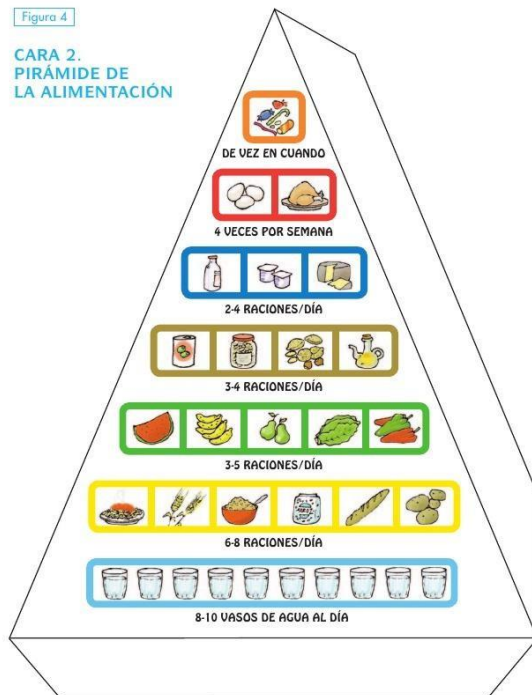 Figura 4
CARA 2.
PIRÁMIDE DE
LA ALIMENTACIÓN
DE VEZ EN CUANDO
4 VECES POR SEMANA
2-4 RACIONES/DÍA
3-4 RACIONES/DÍA
3-5 RACIONES/DÍA
6-8 RACIONES/DÍA
8-10 VASOS DE AGUA AL DÍA